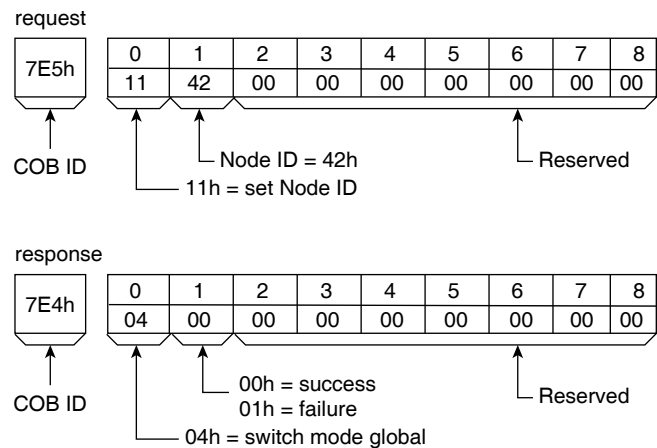 request
7E5h
0 1 2 3 4 5 6 7 8
11 42 00 00 00 00 00 00 00
COB ID
Node ID = 42h
Reserved
11h = set Node ID
response
7E4h
0 1 2 3 4 5 6 7 8
04 00 00 00 00 00 00 00 00
COB ID
00h = success
01h = failure
Reserved
04h = switch mode global